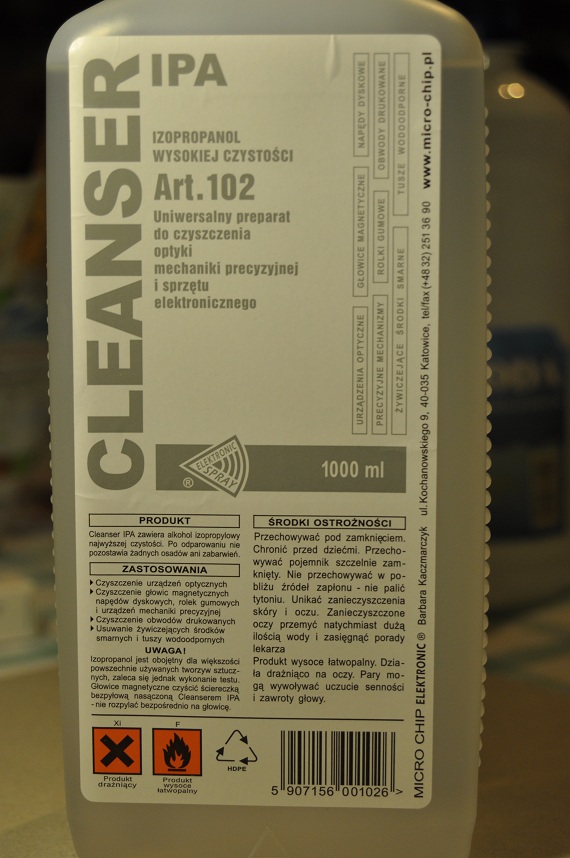 CLEANSER
IPA
IZOPROPANOL
WYSOKIEJ CZYSTOŚCI
Art.102
Uniwersalny preparat
do czyszczenia
optyki
mechaniki precyzyjnej
i sprzętu
elektronicznego
URZĄDZENIA OPTYCZNE
GŁOWICE MAGNETYCZNE
NAPĘDY DYSKOWE
PRECYZYJNE MECHANIZMY
ROLKI GUMOWE
OBWODY DRUKOWANE
ŻYWICZEJĄCE ŚRODKI SMARNE
TUSZE WODOODPORNE
MICRO CHIP ELEKTRONIC ® Barbara Kaczmarczyk ul.Kochanowskiego 9, 40-035 Katowice, tel/fax (+48 32) 251 36 90 www.micro-chip.pl
ELEKTRONIC
SPRAY
®
1000 ml
PRODUKT
Cleanser IPA zawiera alkohol izopropylowy
najwyższej czystości. Po odparowaniu nie
pozostawia żadnych osadów ani zabarwień.
ZASTOSOWANIA
Czyszczenie urządzeń optycznych
Czyszczenie głowic magnetycznych
napędów dyskowych, rolek gumowych
i urządzeń mechaniki precyzyjnej
Czyszczenie obwodów drukowanych
Usuwanie żywiczejących środków
smarnych i tuszy wodoodpornych
UWAGA!
Izopropanol jest obojętny dla większości
powszechnie używanych tworzyw sztucz-
nych, zaleca się jednak wykonanie testu.
Głowice magnetyczne czyścić ściereczką
bezpyłową nasączoną Cleanserem IPA
- nie rozpylać bezpośrednio na głowicę.
ŚRODKI OSTROŻNOŚCI
Przechowywać pod zamknięciem.
Chronić przed dziećmi. Przecho-
wywać pojemnik szczelnie zam-
knięty. Nie przechowywać w po-
bliżu źródeł zapłonu - nie palić
tytoniu. Unikać zanieczyszczenia
skóry i oczu. Zanieczyszczone
oczy przemyć natychmiast dużą
ilością wody i zasięgnąć porady
lekarza
Produkt wysoce łatwopalny. Dzia-
ła drażniąco na oczy. Pary mo-
gą wywoływać uczucie senności
i zawroty głowy.
Xi
Produkt
drażniący
F
Produkt
wysoce
łatwopalny
HDPE
5 907156 001026 >